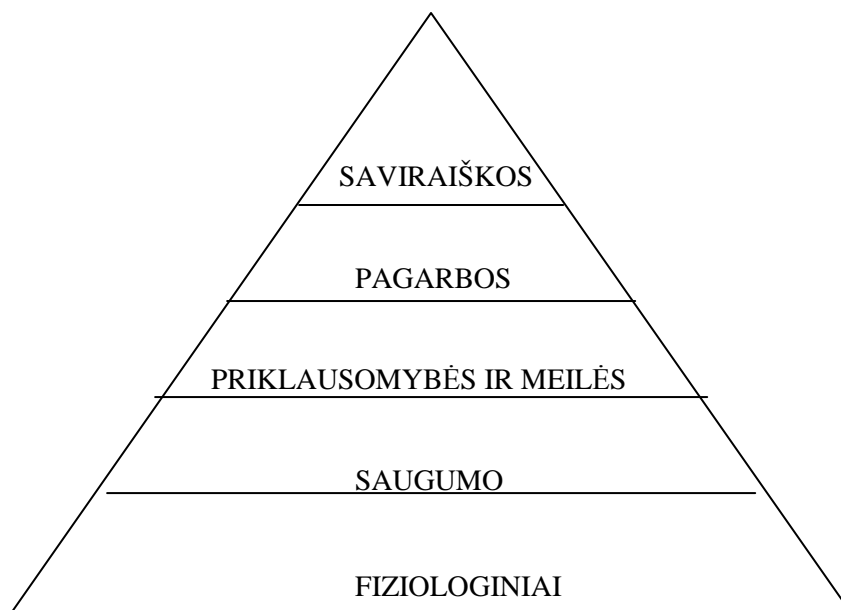 SAVIRAIŠKOS
PAGARBOS
PRIKLAUSOMYBĖS IR MEILĖS
SAUGUMO
FIZIOLOGINIAI